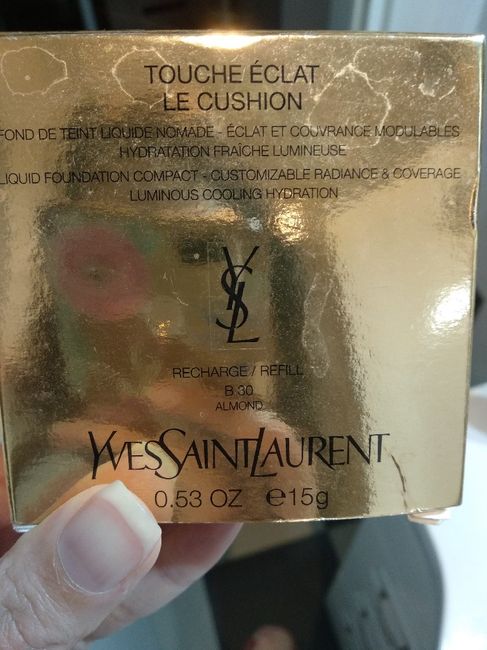 TOUCHE ÉCLAT
LE CUSHION
FOND DE TEINT LIQUIDE NOMADE - ÉCLAT ET COUVRANCE MODULABLES
HYDRATATION FRAÎCHE LUMINEUSE
LIQUID FOUNDATION COMPACT - CUSTOMIZABLE RADIANCE & COVERAGE
LUMINOUS COOLING HYDRATION
YSL
RECHARGE / REFILL
B 30
ALMOND
YVESSAINTLAURENT
0.53 OZ ℮15g